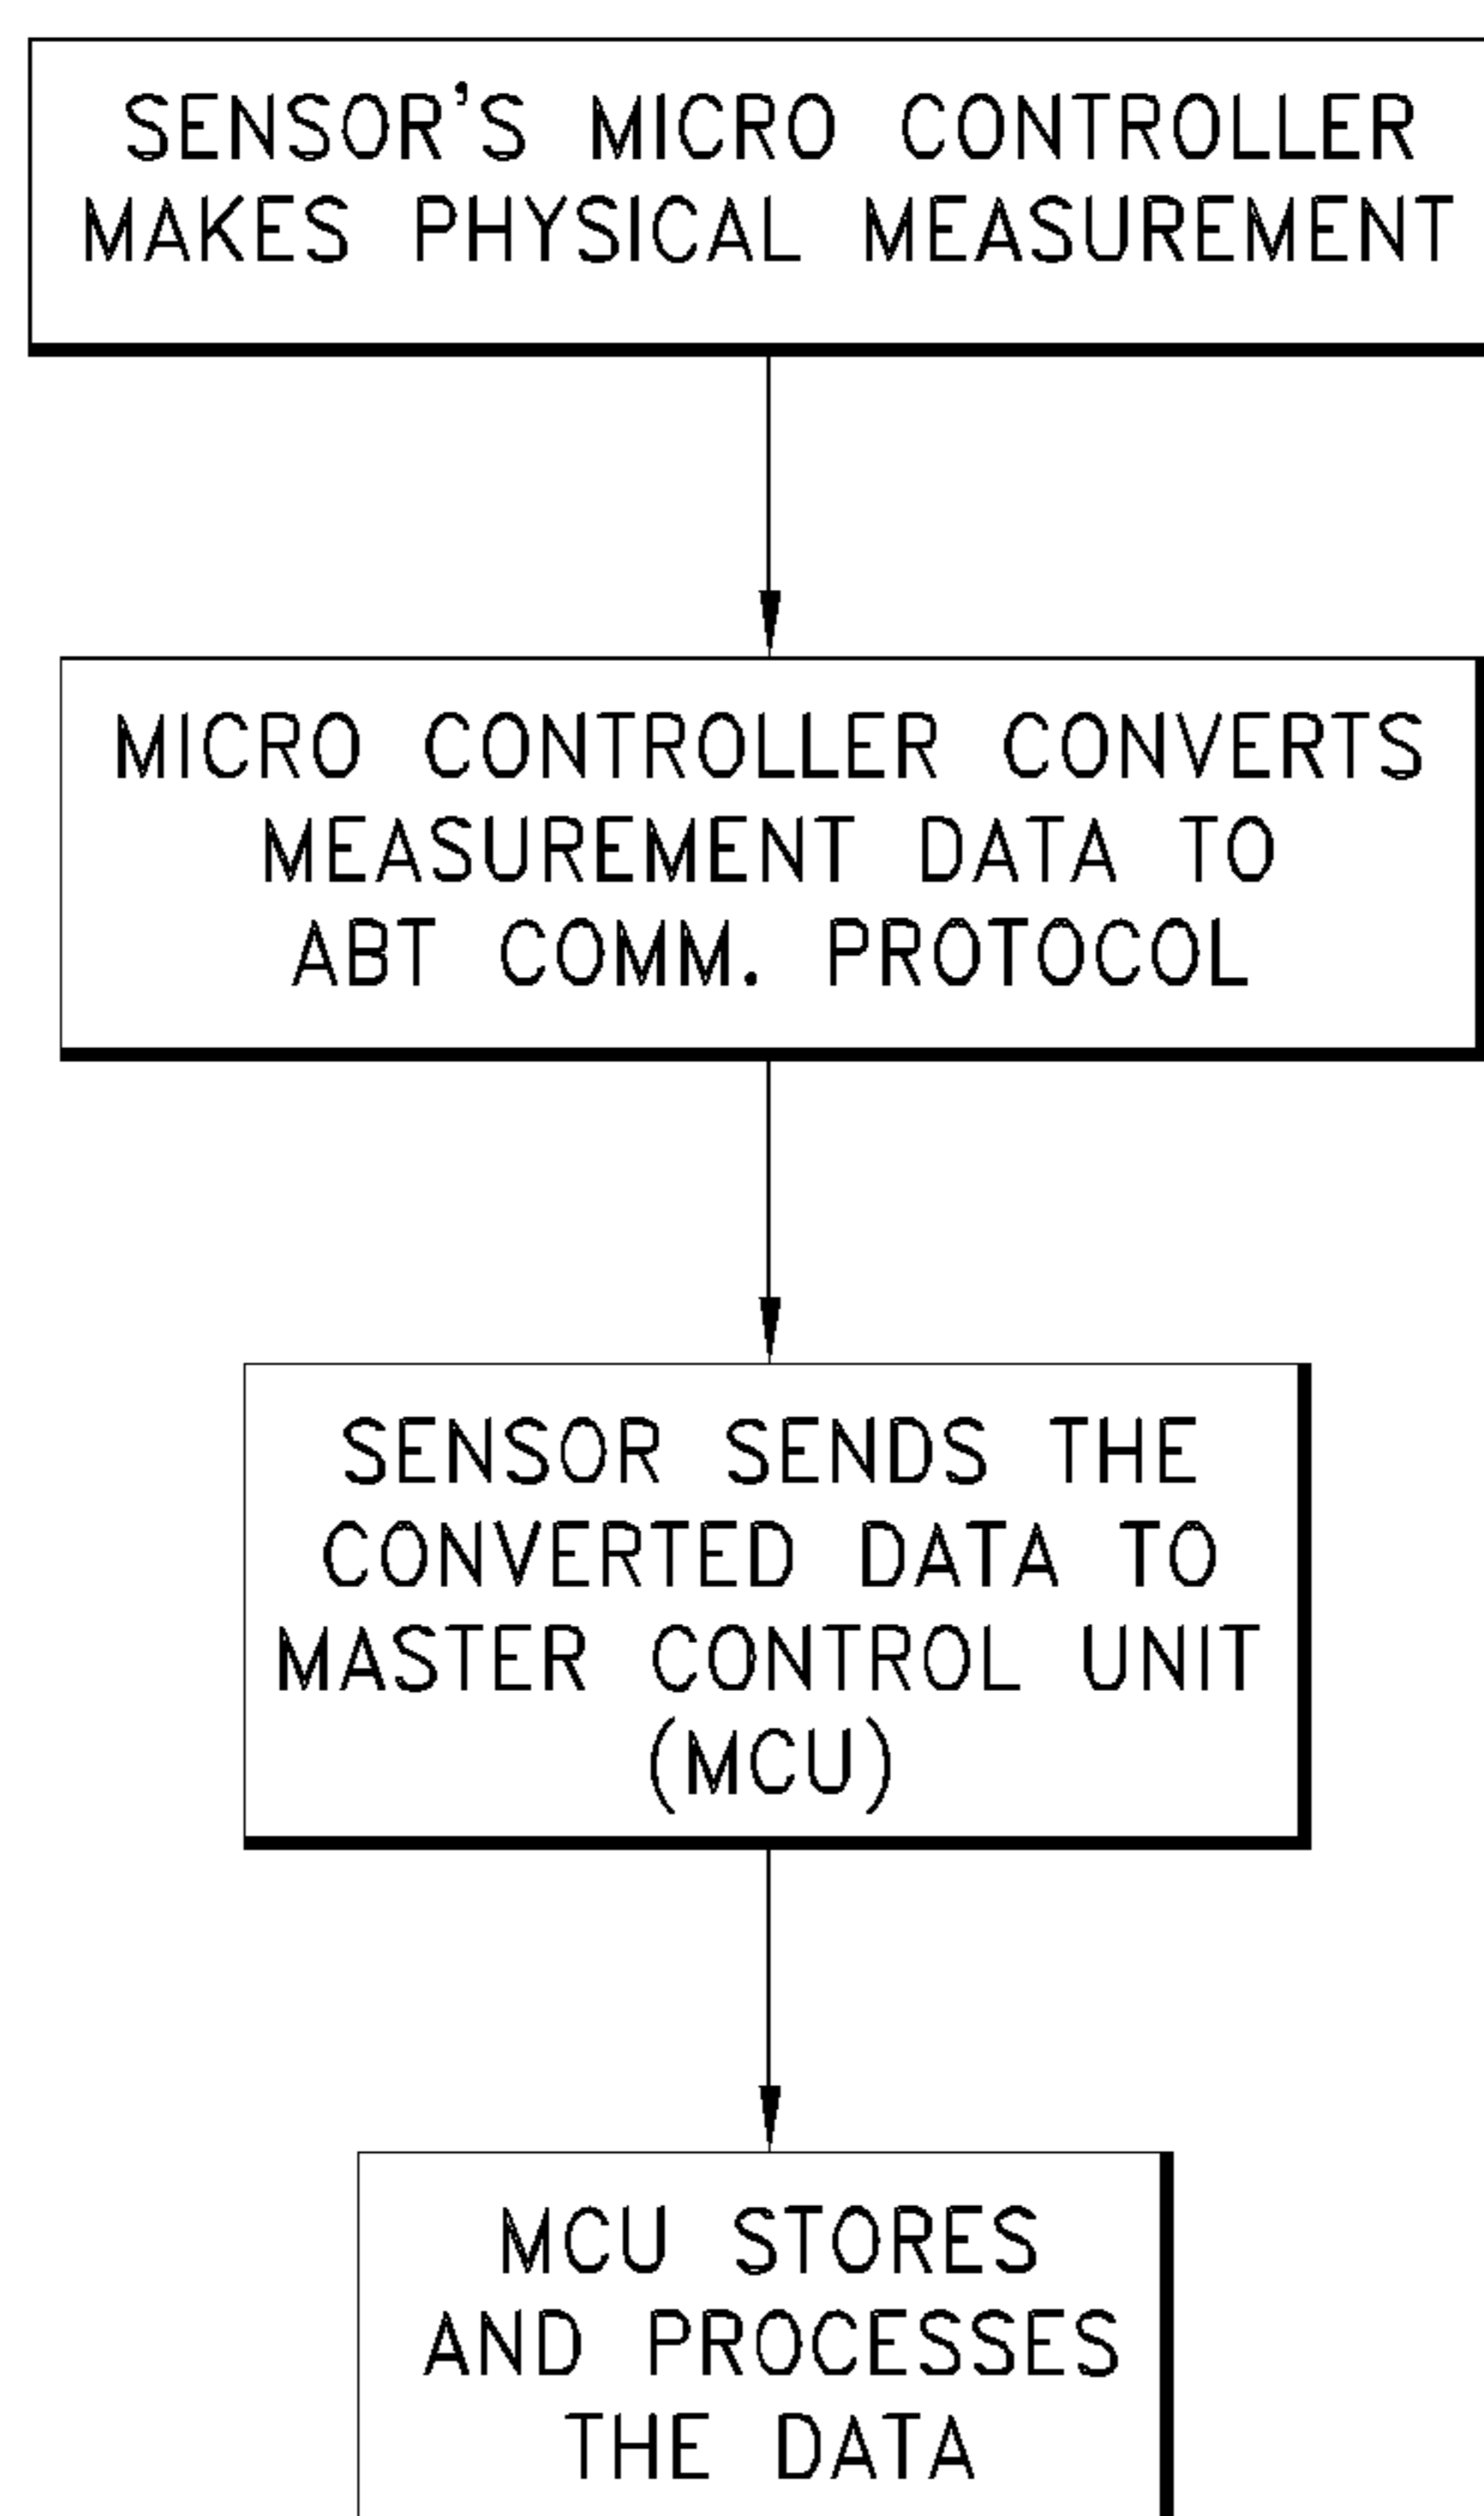 SENSOR'S MICRO CONTROLLER
MAKES PHYSICAL MEASUREMENT
MICRO CONTROLLER CONVERTS
MEASUREMENT DATA TO
ABT COMM. PROTOCOL
SENSOR SENDS THE
CONVERTED DATA TO
MASTER CONTROL UNIT
(MCU)
MCU STORES
AND PROCESSES
THE DATA